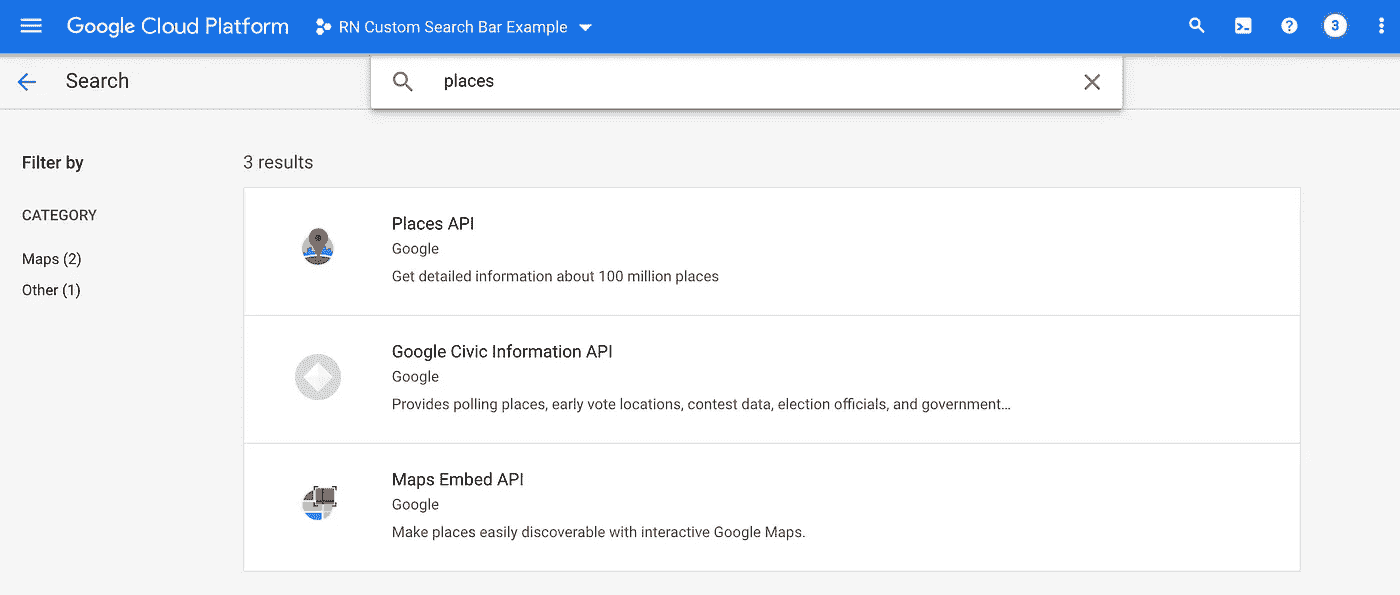 Google Cloud Platform
RN Custom Search Bar Example
3
Search
places
Filter by
CATEGORY
Maps (2)
Other (1)
3 results
Places API
Google
Get detailed information about 100 million places
Google Civic Information API
Google
Provides polling places, early vote locations, contest data, election officials, and government...
Maps Embed API
Google
Make places easily discoverable with interactive Google Maps.